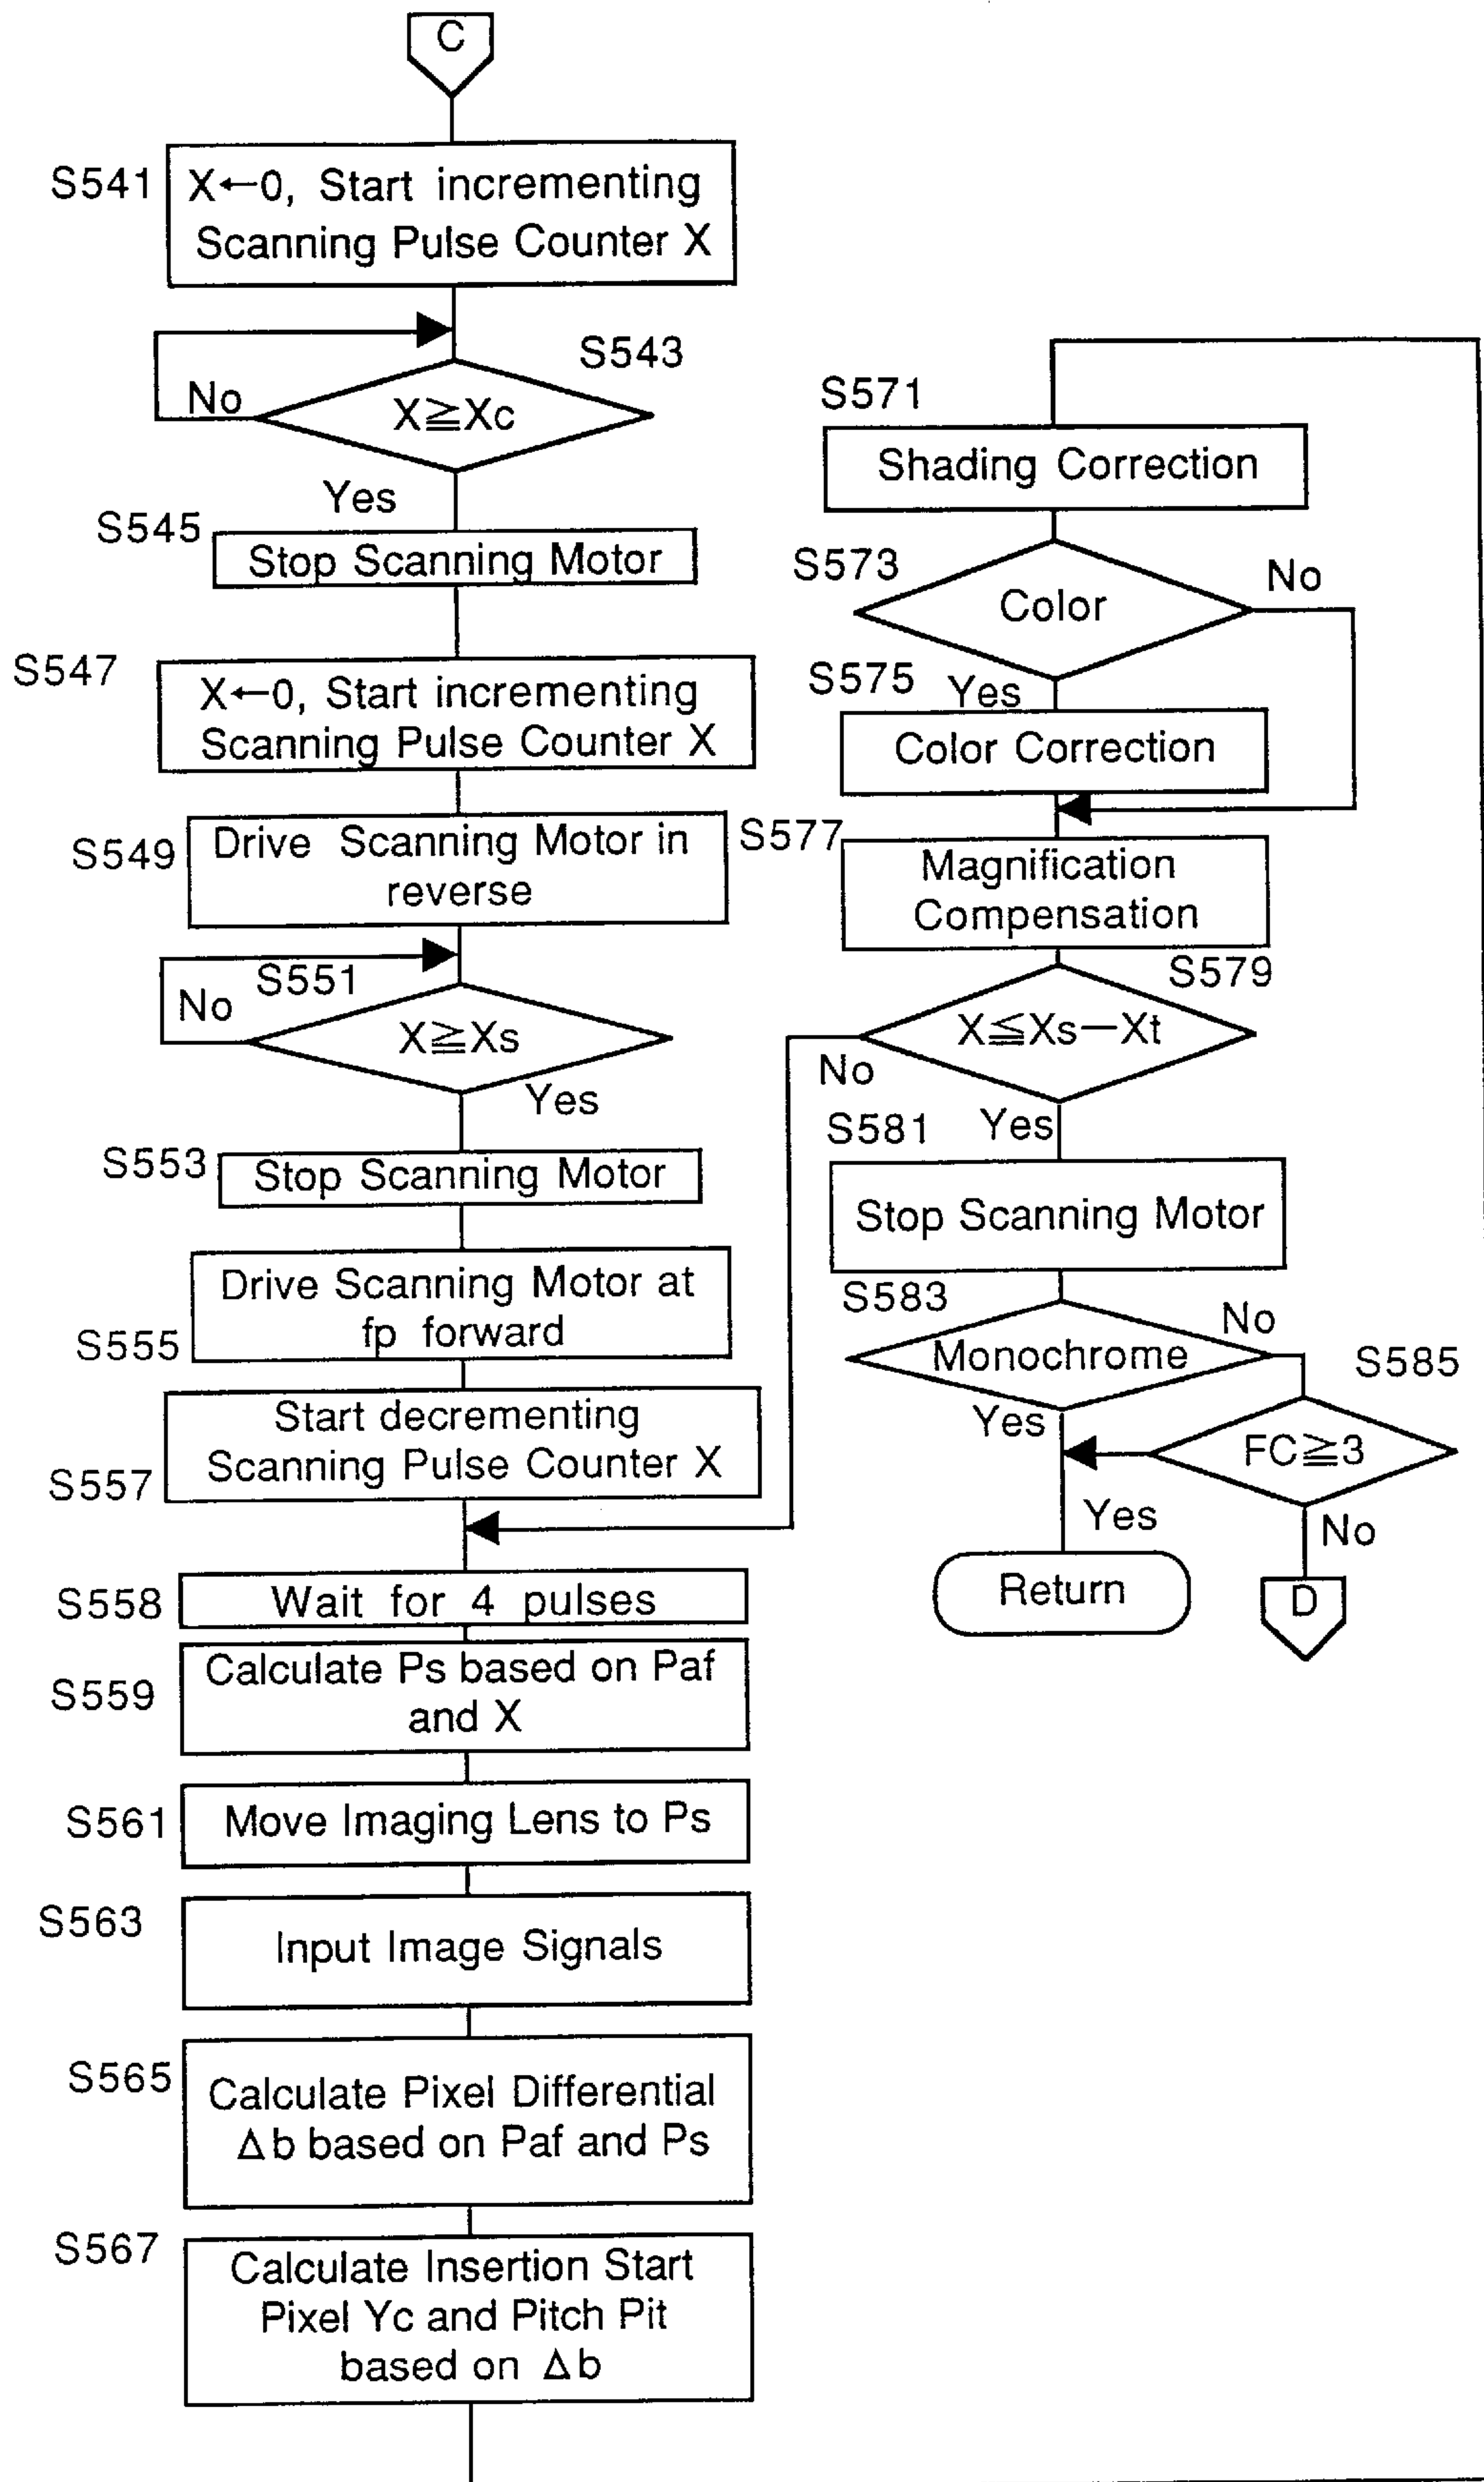 C
S541
X←0, Start incrementing
Scanning Pulse Counter X
S543
No
X≧Xc
Yes
S545
Stop Scanning Motor
S547
X←0, Start incrementing
Scanning Pulse Counter X
S549
Drive Scanning Motor in
reverse
S551
No
X≧Xs
Yes
S553
Stop Scanning Motor
S555
Drive Scanning Motor at
fp forward
S557
Start decrementing
Scanning Pulse Counter X
S558
Wait for 4 pulses
S559
Calculate Ps based on Paf
and X
S561
Move Imaging Lens to Ps
S563
Input Image Signals
S565
Calculate Pixel Differential
Δb based on Paf and Ps
S567
Calculate Insertion Start
Pixel Yc and Pitch Pit
based on Δb
S571
Shading Correction
S573
Color
No
S575
Yes
Color Correction
S577
Magnification
Compensation
S579
X≦Xs−Xt
No
S581
Yes
Stop Scanning Motor
S583
Monochrome
No
Yes
S585
FC≧3
Yes
No
Return
D